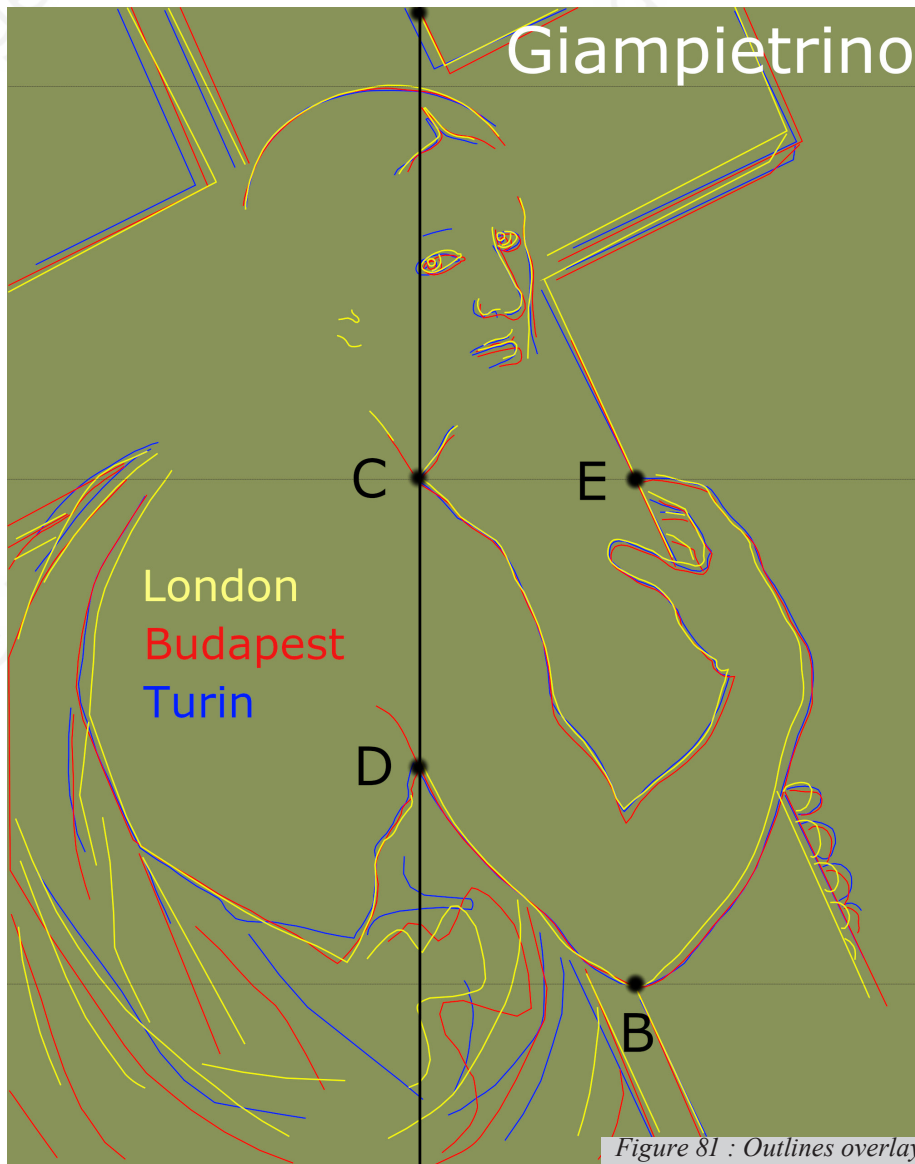 Giampietrino
C
E
London
Budapest
Turin
D
B
Figure 81 : Outlines overlay